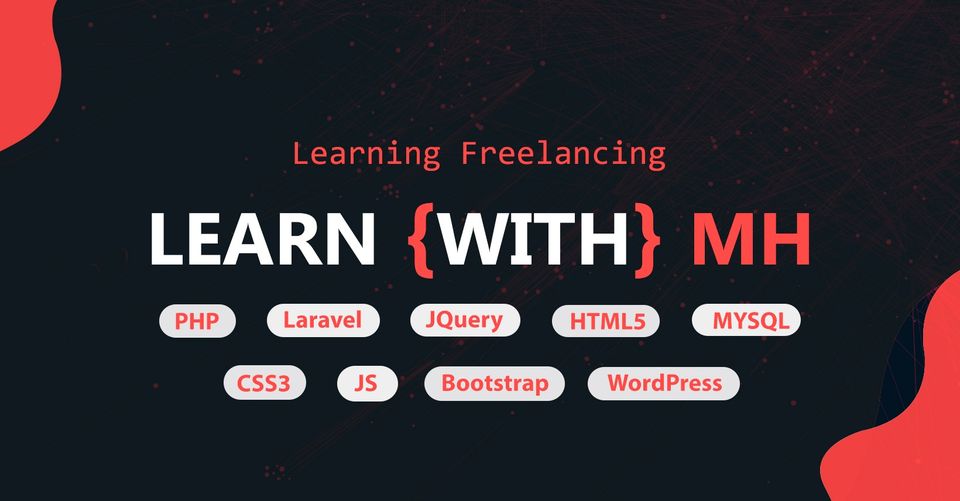 Learning Freelancing
LEARN {WITH} MH
PHP Laravel JQuery HTML5 MYSQL
CSS3 JS Bootstrap WordPress